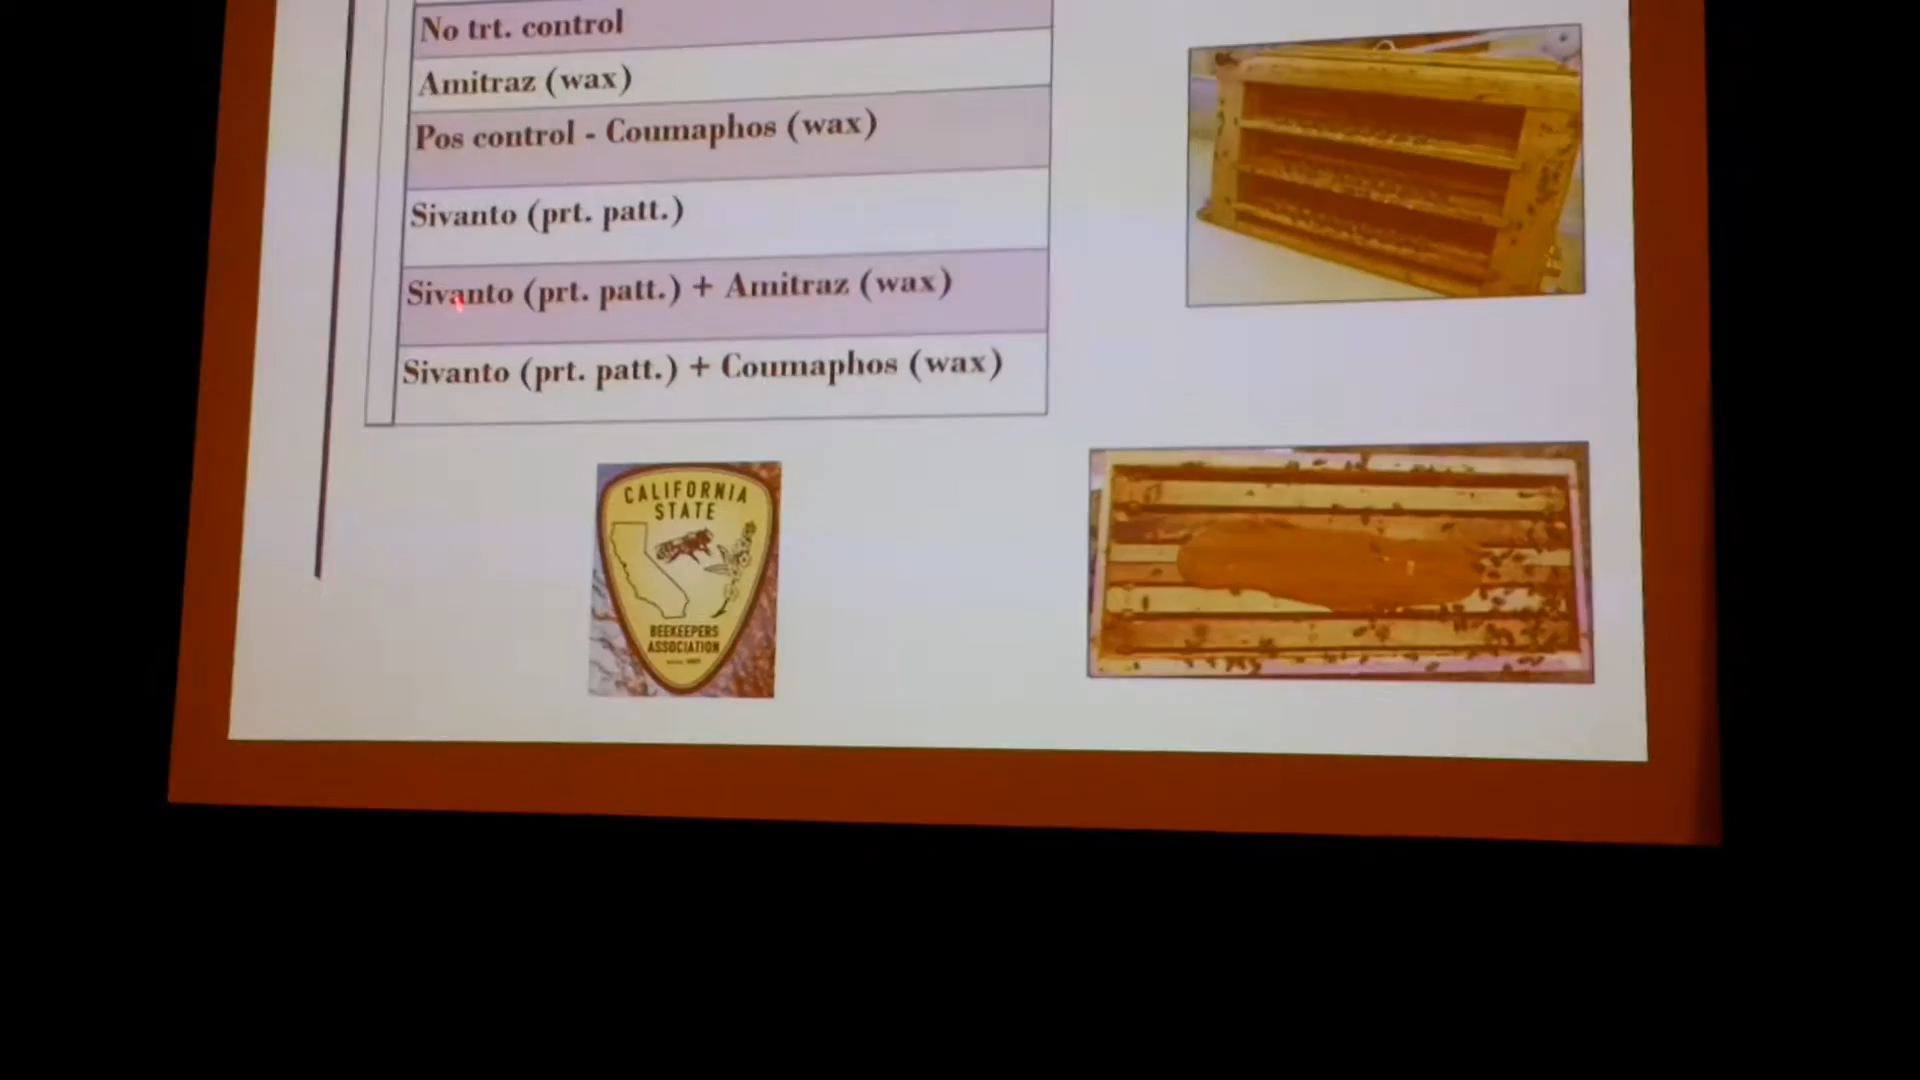 No trt. control
Amitraz (wax)
Pos control - Coumaphos (wax)
Sivanto (prt. patt.)
Sivanto (prt. patt.) + Amitraz (wax)
Sivanto (prt. patt.) + Coumaphos (wax)
CALIFORNIA
STATE
BEEKEEPERS
ASSOCIATION